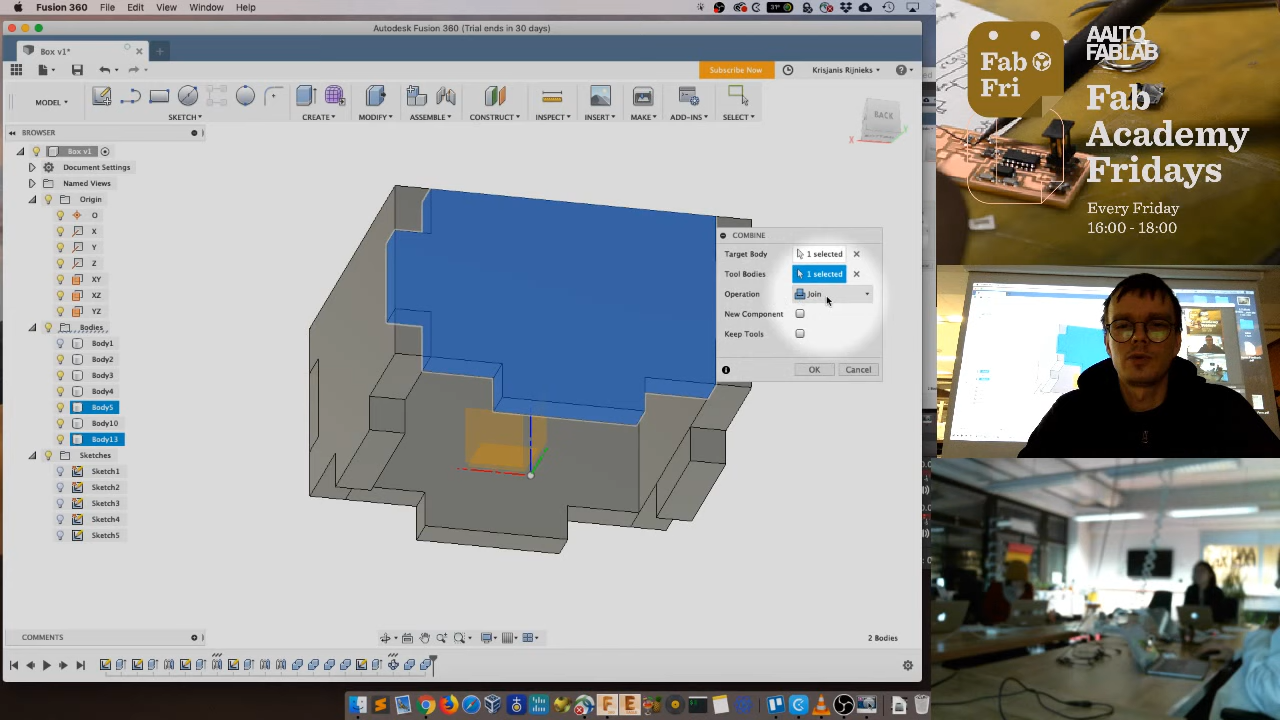 Fusion 360 File Edit View Window Help
31°
Autodesk Fusion 360 (Trial ends in 30 days)
Box v1*
Subscribe Now
Krisjanis Rijnieks
MODEL
SKETCH
CREATE
MODIFY
ASSEMBLE
CONSTRUCT
INSPECT
INSERT
MAKE
ADD-INS
SELECT
BROWSER
BACK
X
Y
Box v1
Document Settings
Named Views
Origin
O
X
Y
Z
XY
XZ
YZ
Bodies
Body1
Body2
Body3
Body4
Body5
Body10
Body13
Sketches
Sketch1
Sketch2
Sketch3
Sketch4
Sketch5
COMBINE
Target Body 1 selected
Tool Bodies 1 selected
Operation Join
New Component
Keep Tools
OK Cancel
COMMENTS
2 Bodies
Fab
Fri
AALTO
FABLAB
Fab
Academy
Fridays
Every Friday
16:00 - 18:00